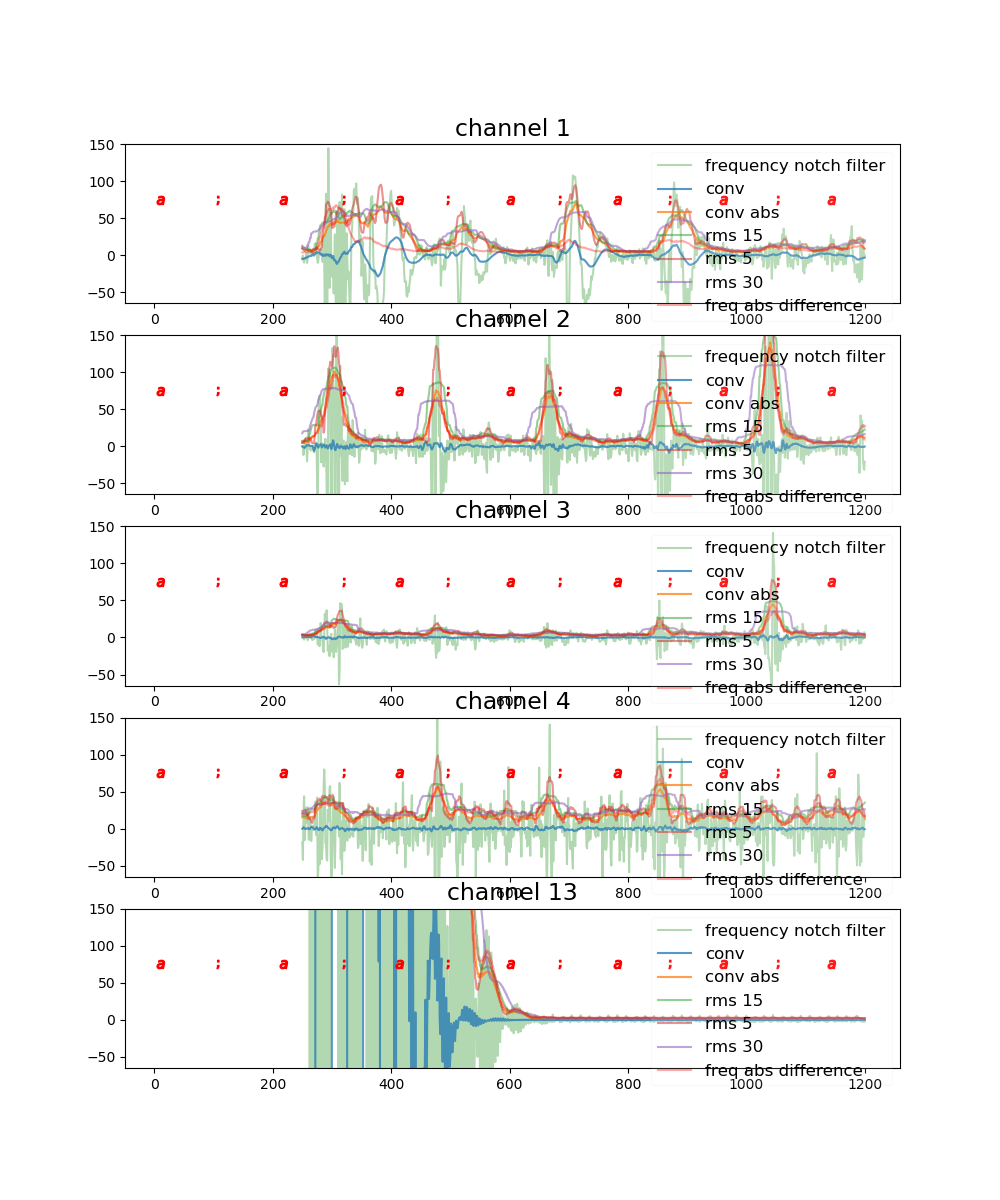 channel 1
150
100
50
0
−50
a ; a ; a ; a ; a ; a ; a
frequency notch filter
conv
conv abs
rms 15
rms 5
rms 30
freq abs difference
0 200 400 600 800 1000 1200
channel 2
150
100
50
0
−50
a ; a ; a ; a ; a ; a ; a
frequency notch filter
conv
conv abs
rms 15
rms 5
rms 30
freq abs difference
0 200 400 600 800 1000 1200
channel 3
150
100
50
0
−50
a ; a ; a ; a ; a ; a ; a
frequency notch filter
conv
conv abs
rms 15
rms 5
rms 30
freq abs difference
0 200 400 600 800 1000 1200
channel 4
150
100
50
0
−50
a ; a ; a ; a ; a ; a ; a
frequency notch filter
conv
conv abs
rms 15
rms 5
rms 30
freq abs difference
0 200 400 600 800 1000 1200
channel 13
150
100
50
0
−50
a ; a ; a ; a ; a ; a ; a
frequency notch filter
conv
conv abs
rms 15
rms 5
rms 30
freq abs difference
0 200 400 600 800 1000 1200